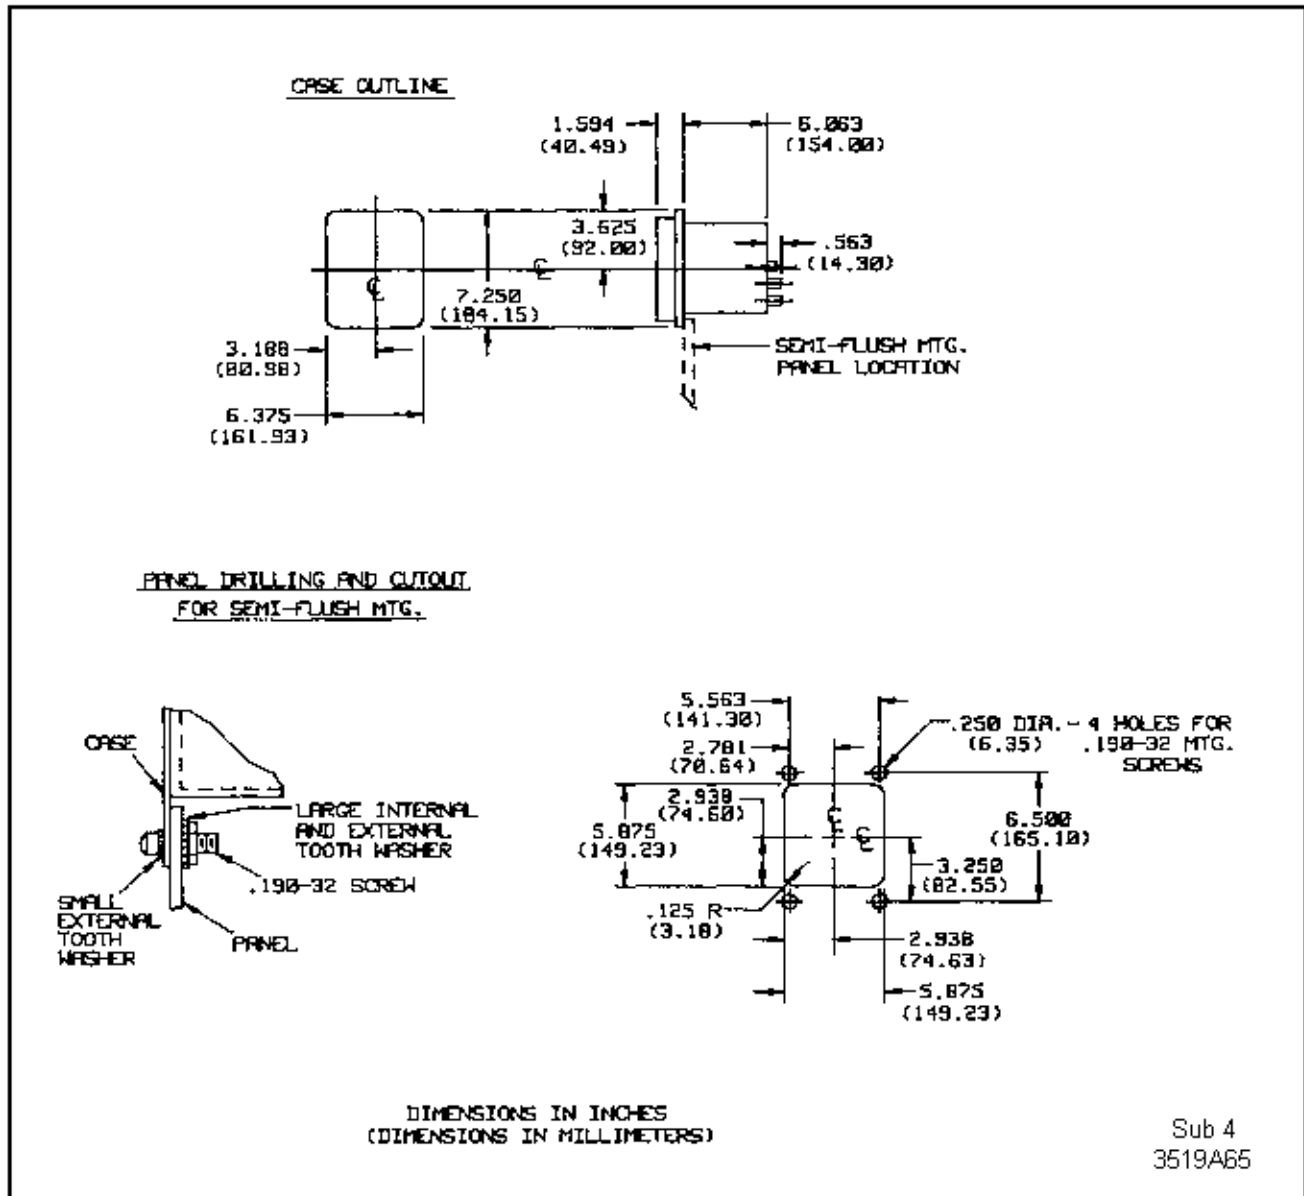 CASE OUTLINE
1.594
(40.49)
6.063
(154.00)
3.625
(92.00)
.563
(14.30)
7.250
(184.15)
3.188
(80.98)
6.375
(161.93)
SEMI-FLUSH MTG.
PANEL LOCATION
PANEL DRILLING AND CUTOUT
FOR SEMI-FLUSH MTG.
CASE
LARGE INTERNAL
AND EXTERNAL
TOOTH WASHER
.190-32 SCREW
SMALL
EXTERNAL
TOOTH
WASHER
PANEL
5.563
(141.30)
2.781
(70.64)
.250 DIA.- 4 HOLES FOR
(6.35) .190-32 MTG.
SCREWS
2.938
(74.60)
5.875
(149.23)
6.500
(165.10)
3.250
(82.55)
.125 R
(3.18)
2.938
(74.63)
5.875
(149.23)
DIMENSIONS IN INCHES
(DIMENSIONS IN MILLIMETERS)
Sub 4
3519A65